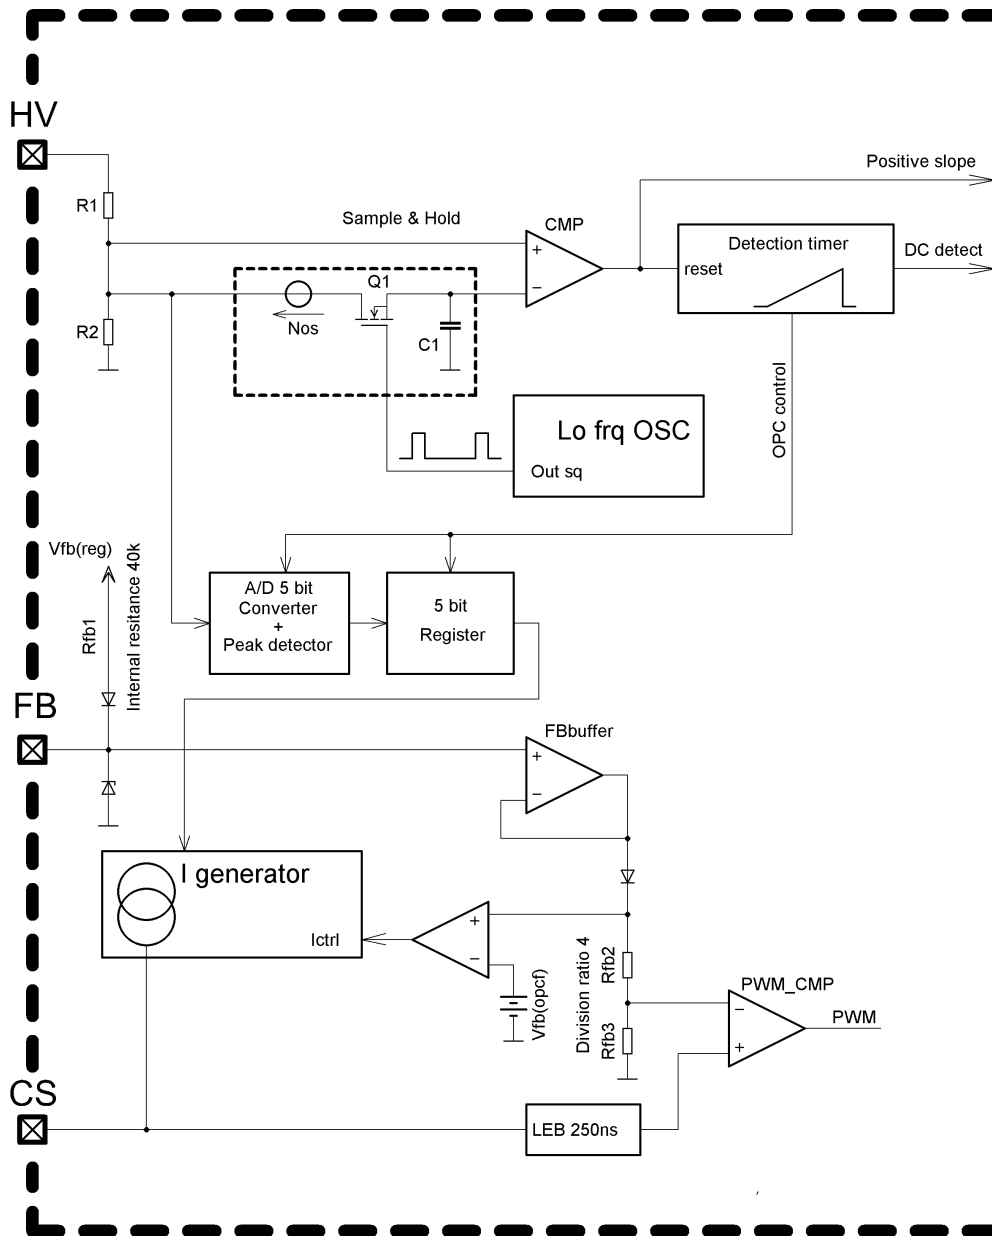 HV
Positive slope
R1
Sample & Hold
CMP
+
−
Detection timer
reset
DC detect
Q1
Nos
R2
C1
OPC control
Lo frq OSC
Out sq
Vfb(reg)
Rfb1
Internal resitance 40k
A/D 5 bit
Converter
+
Peak detector
5 bit
Register
FB
FBbuffer
+
−
I generator
Ictrl
+
−
Vfb(opcf)
Division ratio 4
Rfb2
Rfb3
PWM_CMP
−
+
PWM
CS
LEB 250ns